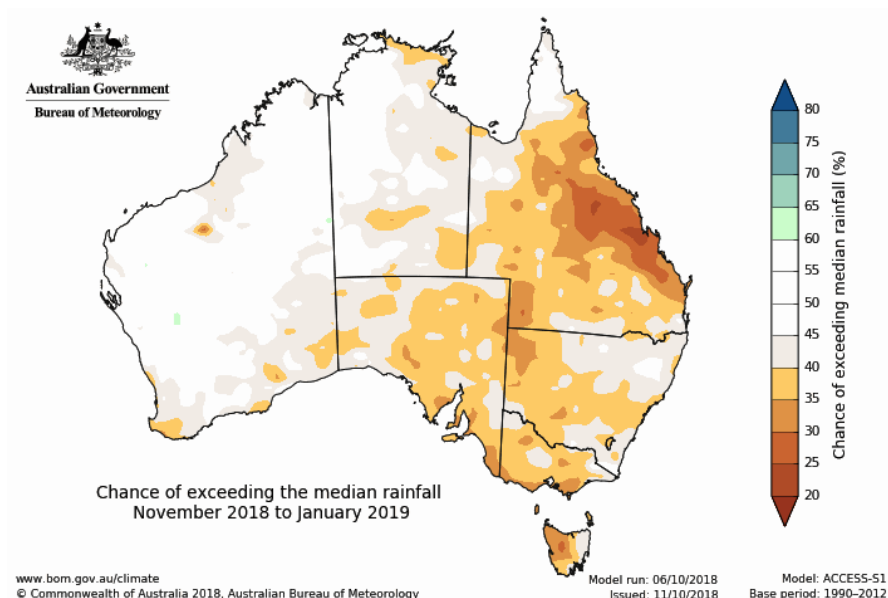 Australian Government
Bureau of Meteorology
80
75
70
65
60
55
50
45
40
35
30
25
20
Chance of exceeding median rainfall (%)
Chance of exceeding the median rainfall
November 2018 to January 2019
www.bom.gov.au/climate
© Commonwealth of Australia 2018, Australian Bureau of Meteorology
Model run: 06/10/2018
Issued: 11/10/2018
Model: ACCESS-S1
Base period: 1990–2012